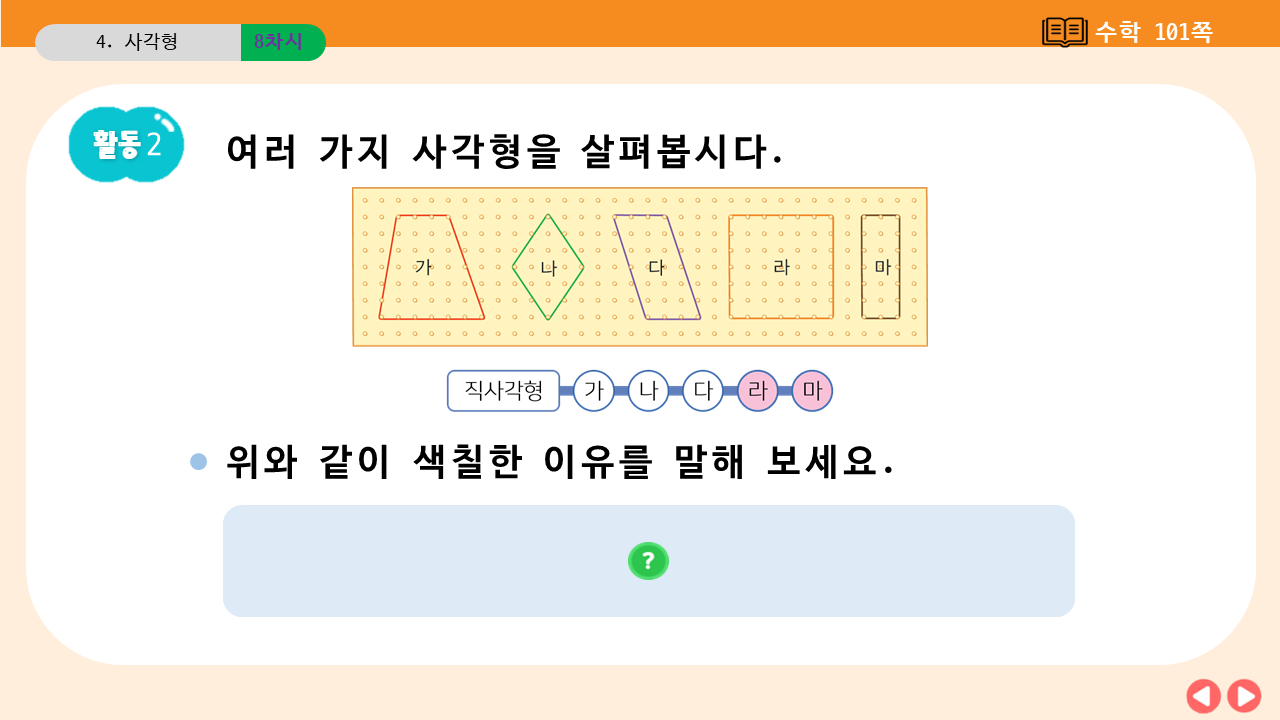 4. 사각형 8차시
수학 101쪽
활동 2 여러 가지 사각형을 살펴봅시다.
가 나 다 라 마
직사각형 가 나 다 라 마
위와 같이 색칠한 이유를 말해 보세요.
?